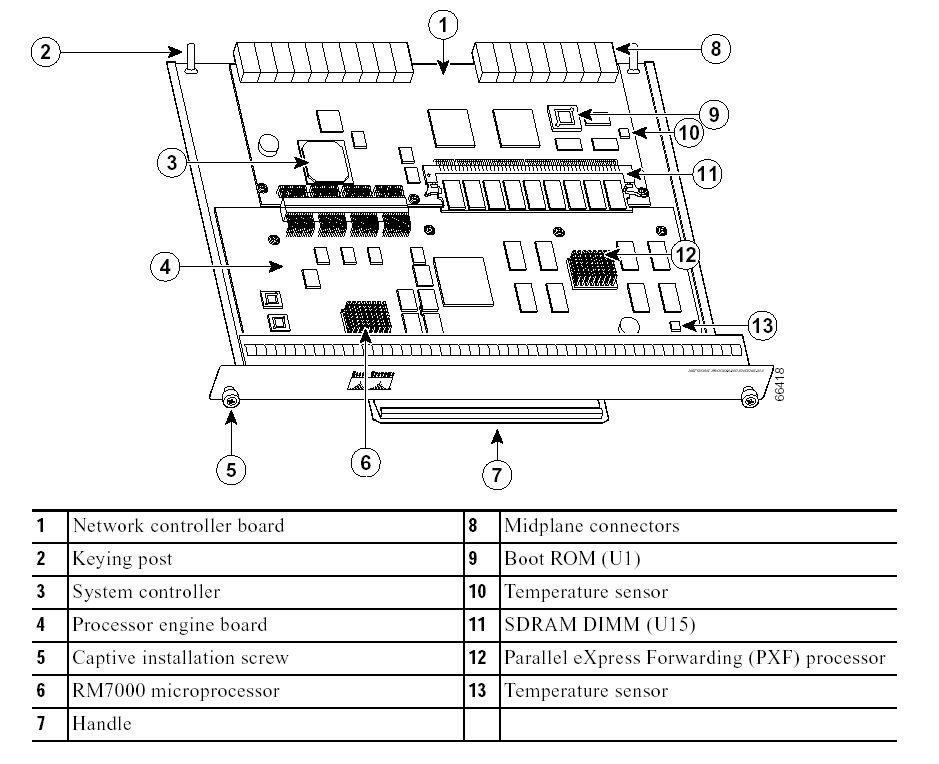 1
2
8
9
10
3
11
12
4
13
66418
5
6
7
1 Network controller board 8 Midplane connectors
2 Keying post 9 Boot ROM (U1)
3 System controller 10 Temperature sensor
4 Processor engine board 11 SDRAM DIMM (U15)
5 Captive installation screw 12 Parallel eXpress Forwarding (PXF) processor
6 RM7000 microprocessor 13 Temperature sensor
7 Handle